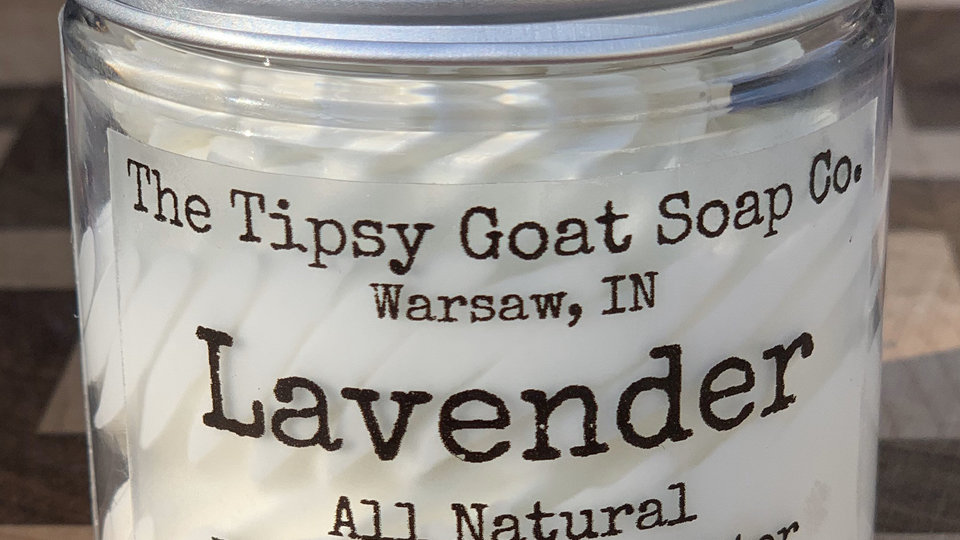 The Tipsy Goat Soap Co.
Warsaw, IN
Lavender
All Natural